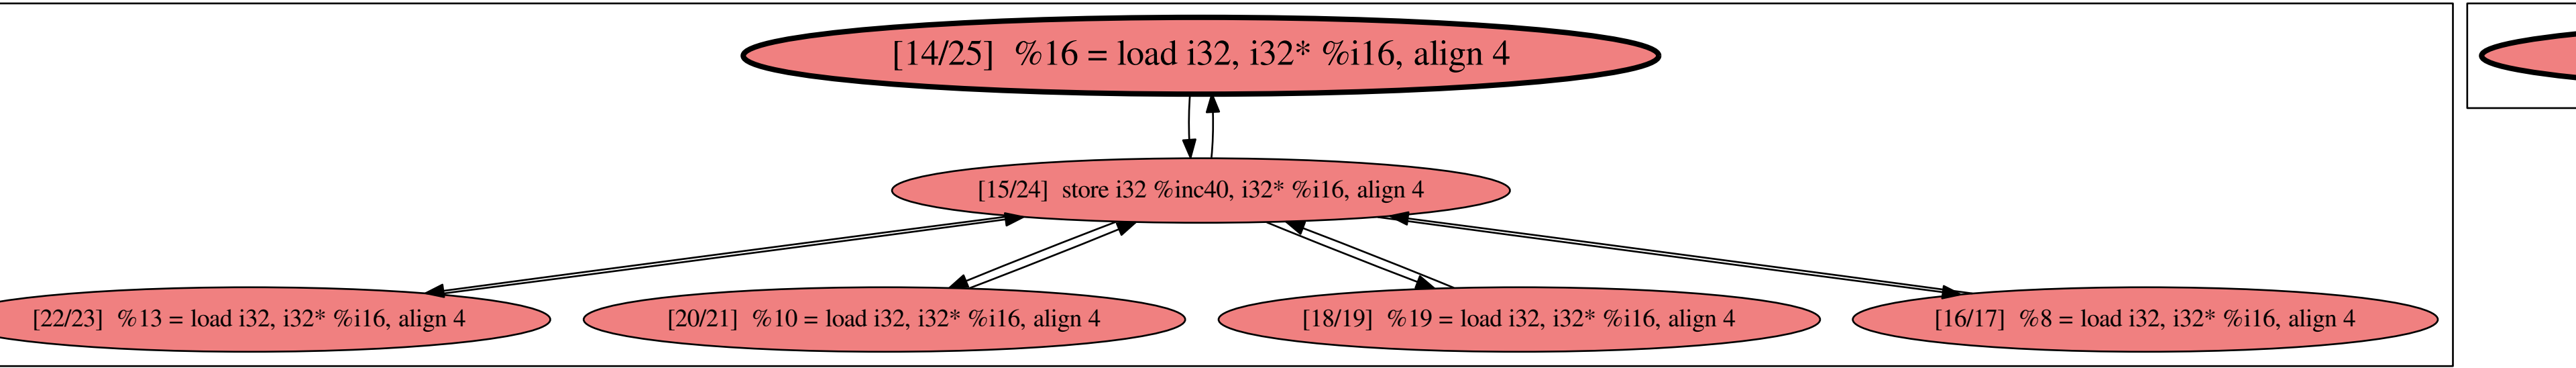 [14/25]  %16 = load i32, i32* %i16, align 4
[15/24]  store i32 %inc40, i32* %i16, align 4
[22/23]  %13 = load i32, i32* %i16, align 4
[20/21]  %10 = load i32, i32* %i16, align 4
[18/19]  %19 = load i32, i32* %i16, align 4
[16/17]  %8 = load i32, i32* %i16, align 4